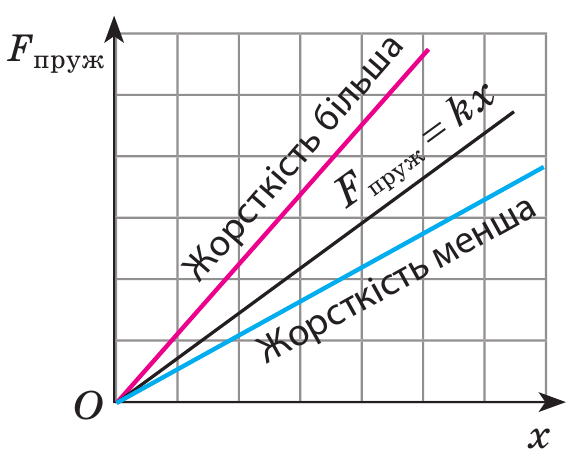 Fпруж
Жорсткість більша
Fпруж = kx
Жорсткість менша
O
x